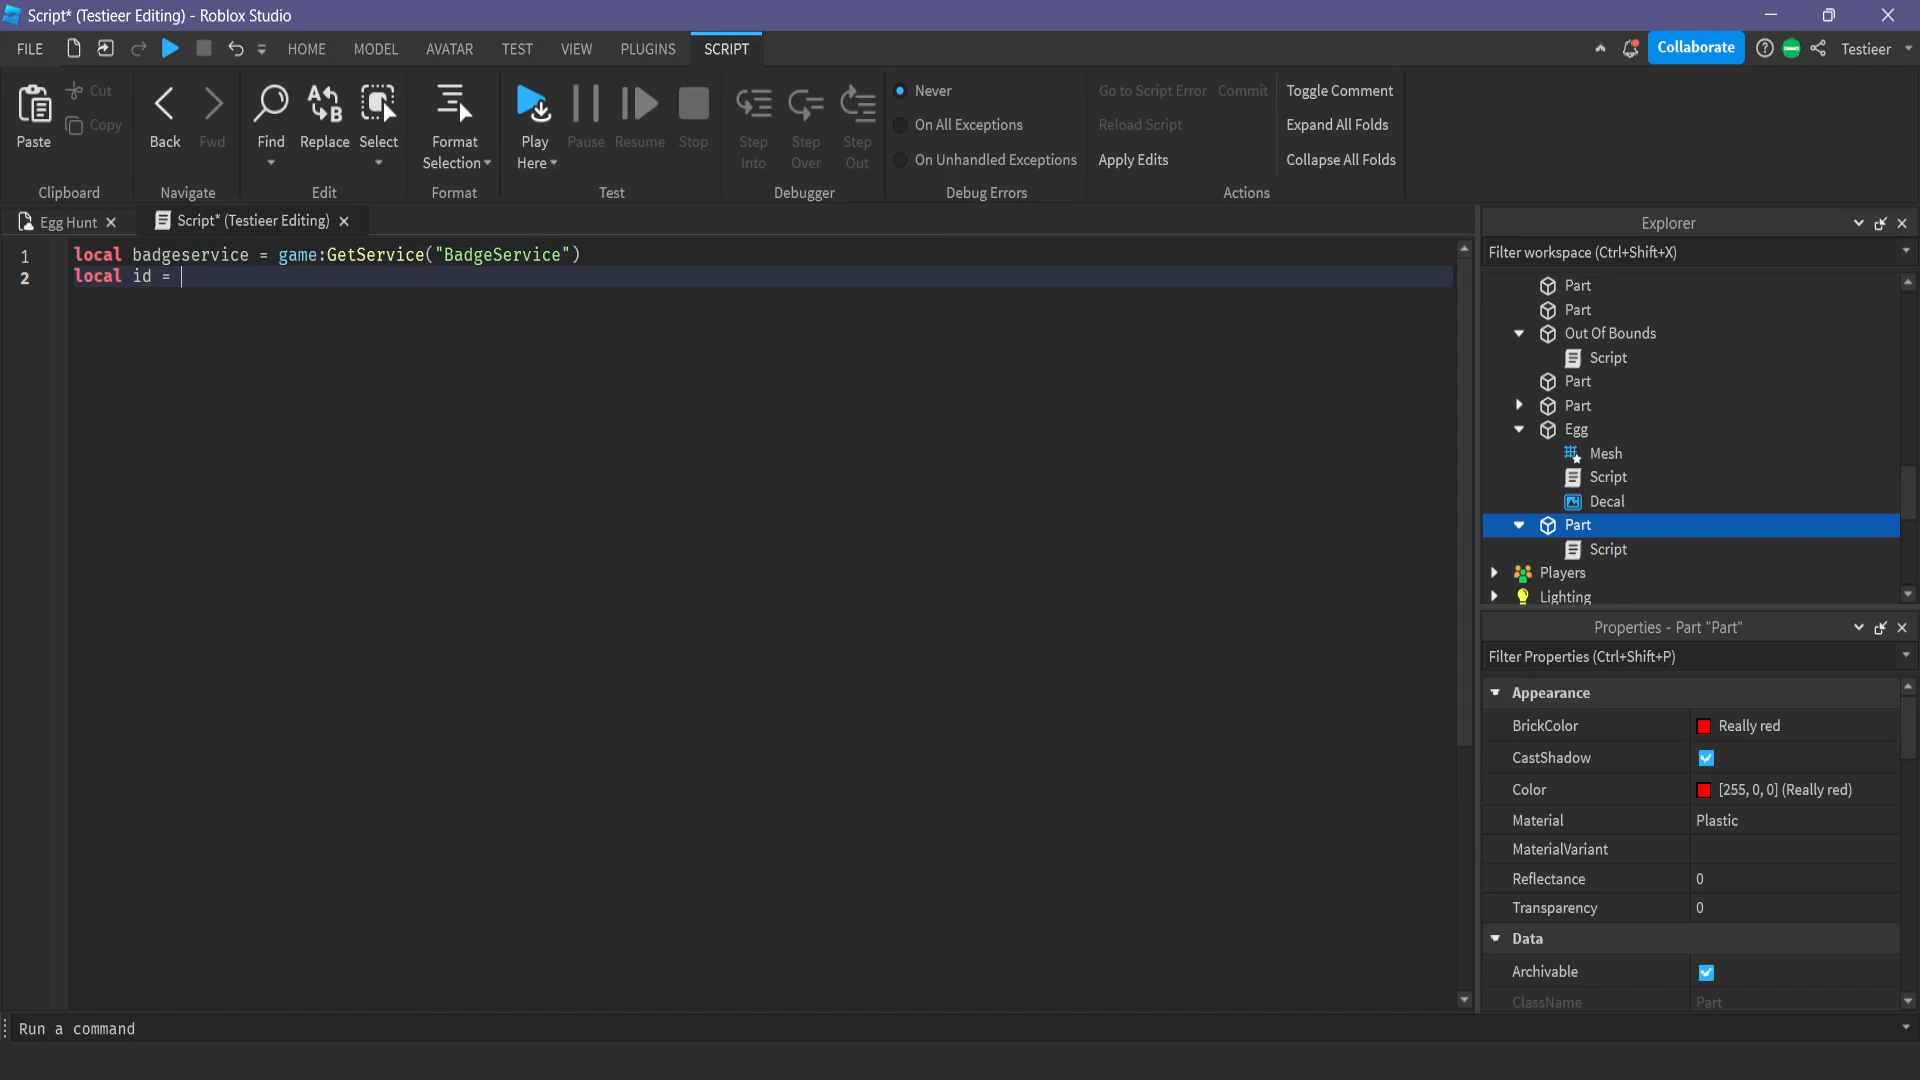 Script* (Testieer Editing) - Roblox Studio
FILE HOME MODEL AVATAR TEST VIEW PLUGINS SCRIPT Collaborate Testieer
Paste
Cut
Copy
Clipboard
Back
Fwd
Navigate
Find
Replace
Select
Edit
Format
Selection
Format
Play
Here
Pause
Resume
Stop
Test
Step
Into
Step
Over
Step
Out
Debugger
Never
On All Exceptions
On Unhandled Exceptions
Debug Errors
Go to Script Error
Commit
Reload Script
Apply Edits
Toggle Comment
Expand All Folds
Collapse All Folds
Actions
Egg Hunt
Script* (Testieer Editing)
1 local badgeservice = game:GetService("BadgeService")
2 local id =
Explorer
Filter workspace (Ctrl+Shift+X)
Part
Part
Out Of Bounds
Script
Part
Part
Egg
Mesh
Script
Decal
Part
Script
Players
Lighting
Properties - Part "Part"
Filter Properties (Ctrl+Shift+P)
Appearance
BrickColor Really red
CastShadow
Color [255, 0, 0] (Really red)
Material Plastic
MaterialVariant
Reflectance 0
Transparency 0
Data
Archivable
ClassName Part
Run a command